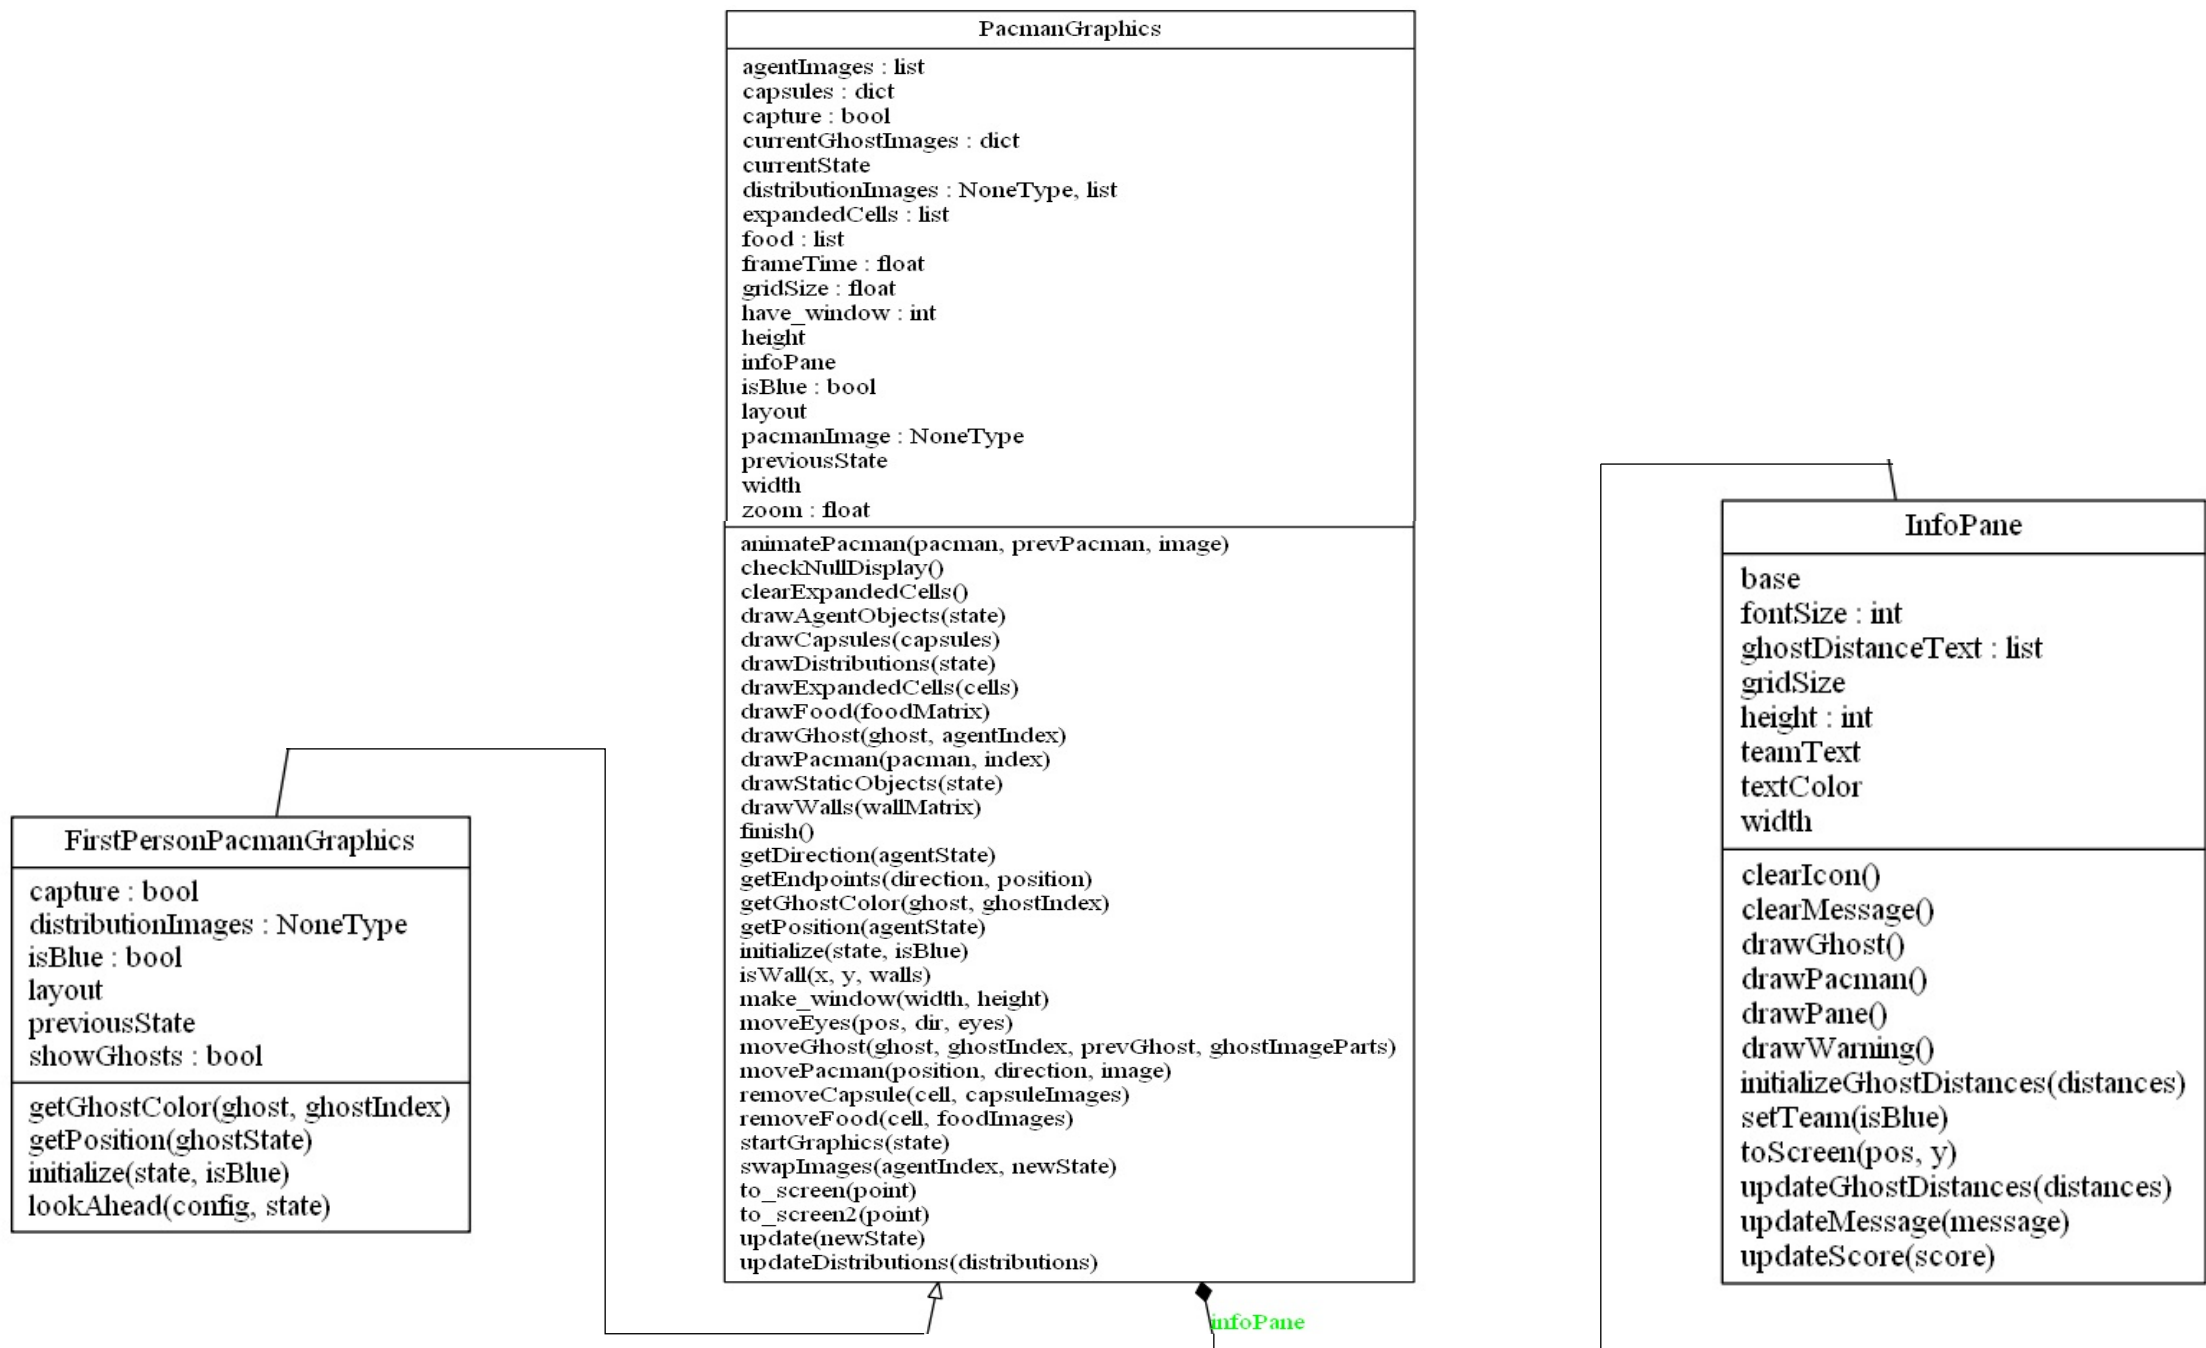 PacmanGraphics
agentImages : list
capsules : dict
capture : bool
currentGhostImages : dict
currentState
distributionImages : NoneType, list
expandedCells : list
food : list
frameTime : float
gridSize : float
have_window : int
height
infoPane
isBlue : bool
layout
pacmanImage : NoneType
previousState
width
zoom : float
animatePacman(pacman, prevPacman, image)
checkNullDisplay()
clearExpandedCells()
drawAgentObjects(state)
drawCapsules(capsules)
drawDistributions(state)
drawExpandedCells(cells)
drawFood(foodMatrix)
drawGhost(ghost, agentIndex)
drawPacman(pacman, index)
drawStaticObjects(state)
drawWalls(wallMatrix)
finish()
getDirection(agentState)
getEndpoints(direction, position)
getGhostColor(ghost, ghostIndex)
getPosition(agentState)
initialize(state, isBlue)
isWall(x, y, walls)
make_window(width, height)
moveEyes(pos, dir, eyes)
moveGhost(ghost, ghostIndex, prevGhost, ghostImageParts)
movePacman(position, direction, image)
removeCapsule(cell, capsuleImages)
removeFood(cell, foodImages)
startGraphics(state)
swapImages(agentIndex, newState)
to_screen(point)
to_screen2(point)
update(newState)
updateDistributions(distributions)
infoPane
FirstPersonPacmanGraphics
capture : bool
distributionImages : NoneType
isBlue : bool
layout
previousState
showGhosts : bool
getGhostColor(ghost, ghostIndex)
getPosition(ghostState)
initialize(state, isBlue)
lookAhead(config, state)
InfoPane
base
fontSize : int
ghostDistanceText : list
gridSize
height : int
teamText
textColor
width
clearIcon()
clearMessage()
drawGhost()
drawPacman()
drawPane()
drawWarning()
initializeGhostDistances(distances)
setTeam(isBlue)
toScreen(pos, y)
updateGhostDistances(distances)
updateMessage(message)
updateScore(score)